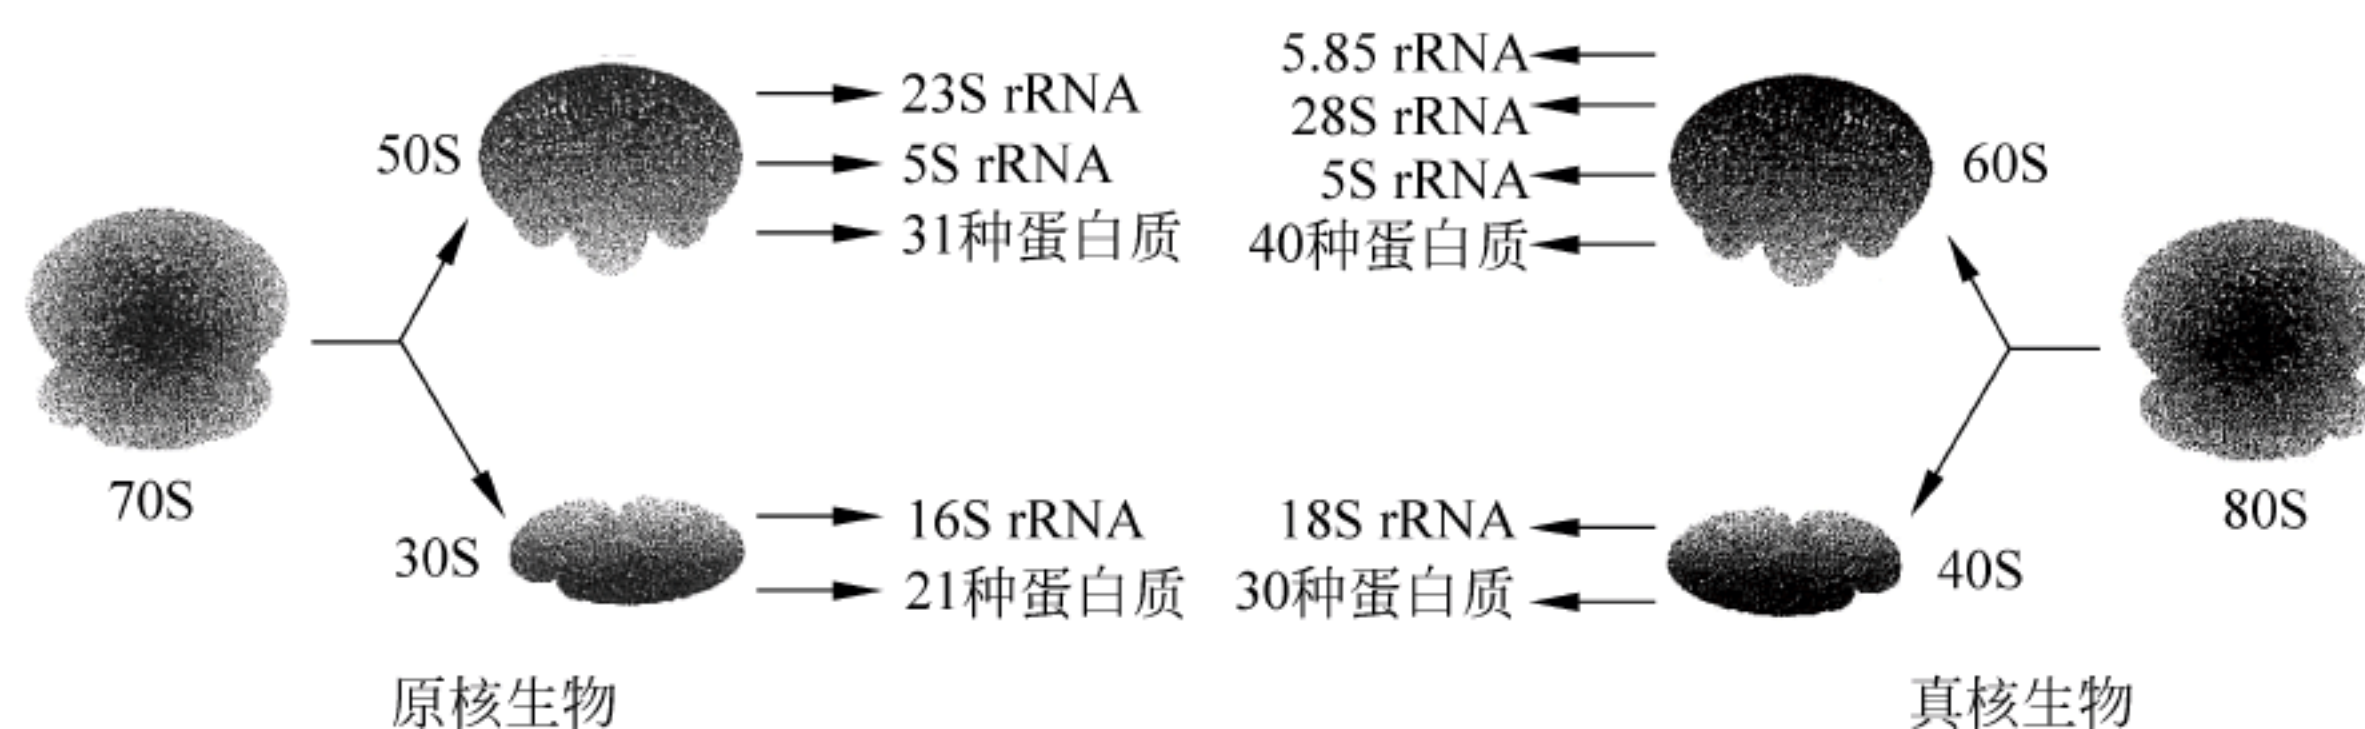 50S
23S rRNA
5S rRNA
31种蛋白质
70S
30S
16S rRNA
21种蛋白质
原核生物
5.85 rRNA
28S rRNA
5S rRNA
40种蛋白质
60S
80S
18S rRNA
30种蛋白质
40S
真核生物